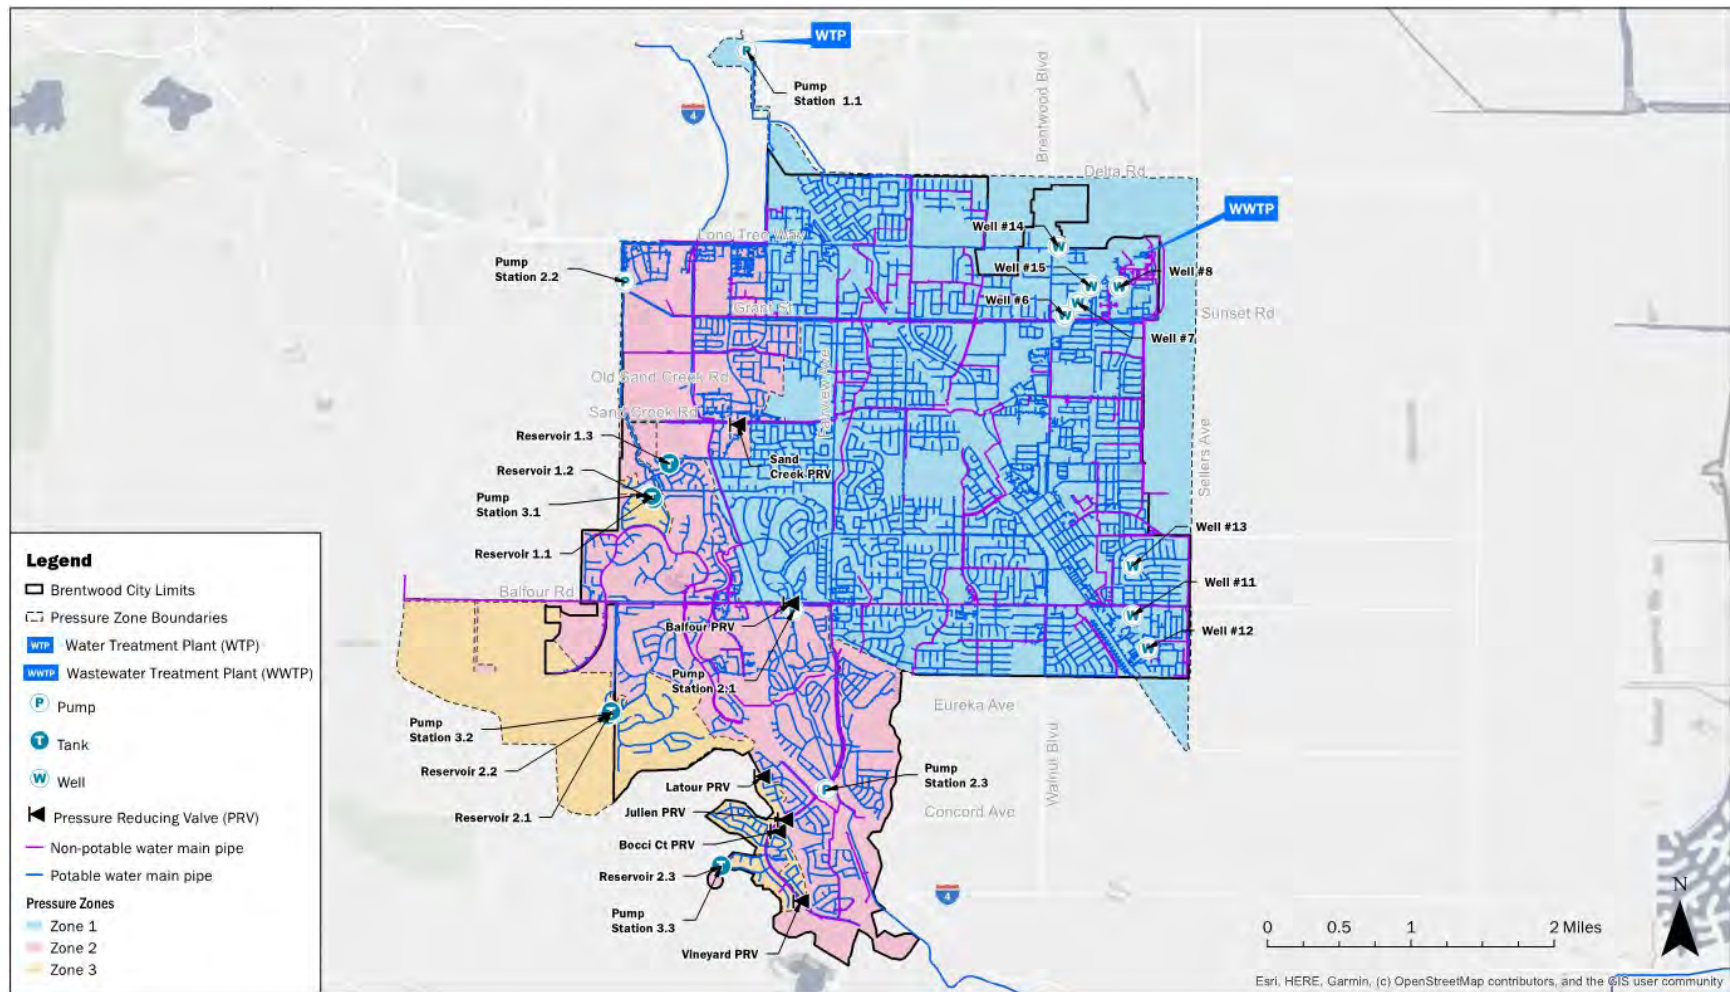 WTP
Pump
Station 1.1
4
Brentwood Blvd
Delta Rd
WWTP
Well #14
Lone Tree Way
Well #15
Well #8
Pump
Station 2.2
P
P
W
W
W
W
W
Well #6
Grant St
Sunset Rd
Well #7
Fairview Ave
Old Sand Creek Rd
Sand Creek Rd
Reservoir 1.3
T
Sand
Creek PRV
Reservoir 1.2
Pump
Station 3.1
Sellers Ave
Reservoir 1.1
Well #13
W
Well #11
W
Balfour Rd
Balfour PRV
Well #12
W
Pump
Station 2.1
Eureka Ave
Pump
Station 3.2
Walnut Blvd
Reservoir 2.2
Pump
Station 2.3
P
Latour PRV
Reservoir 2.1
Julien PRV
Concord Ave
Bocci Ct PRV
Reservoir 2.3
T
4
Pump
Station 3.3
Vineyard PRV
Legend
Brentwood City Limits
Pressure Zone Boundaries
WTP Water Treatment Plant (WTP)
WWTP Wastewater Treatment Plant (WWTP)
P Pump
T Tank
W Well
Pressure Reducing Valve (PRV)
Non-potable water main pipe
Potable water main pipe
Pressure Zones
Zone 1
Zone 2
Zone 3
N
0 0.5 1 2 Miles
Esri, HERE, Garmin, (c) OpenStreetMap contributors, and the GIS user community